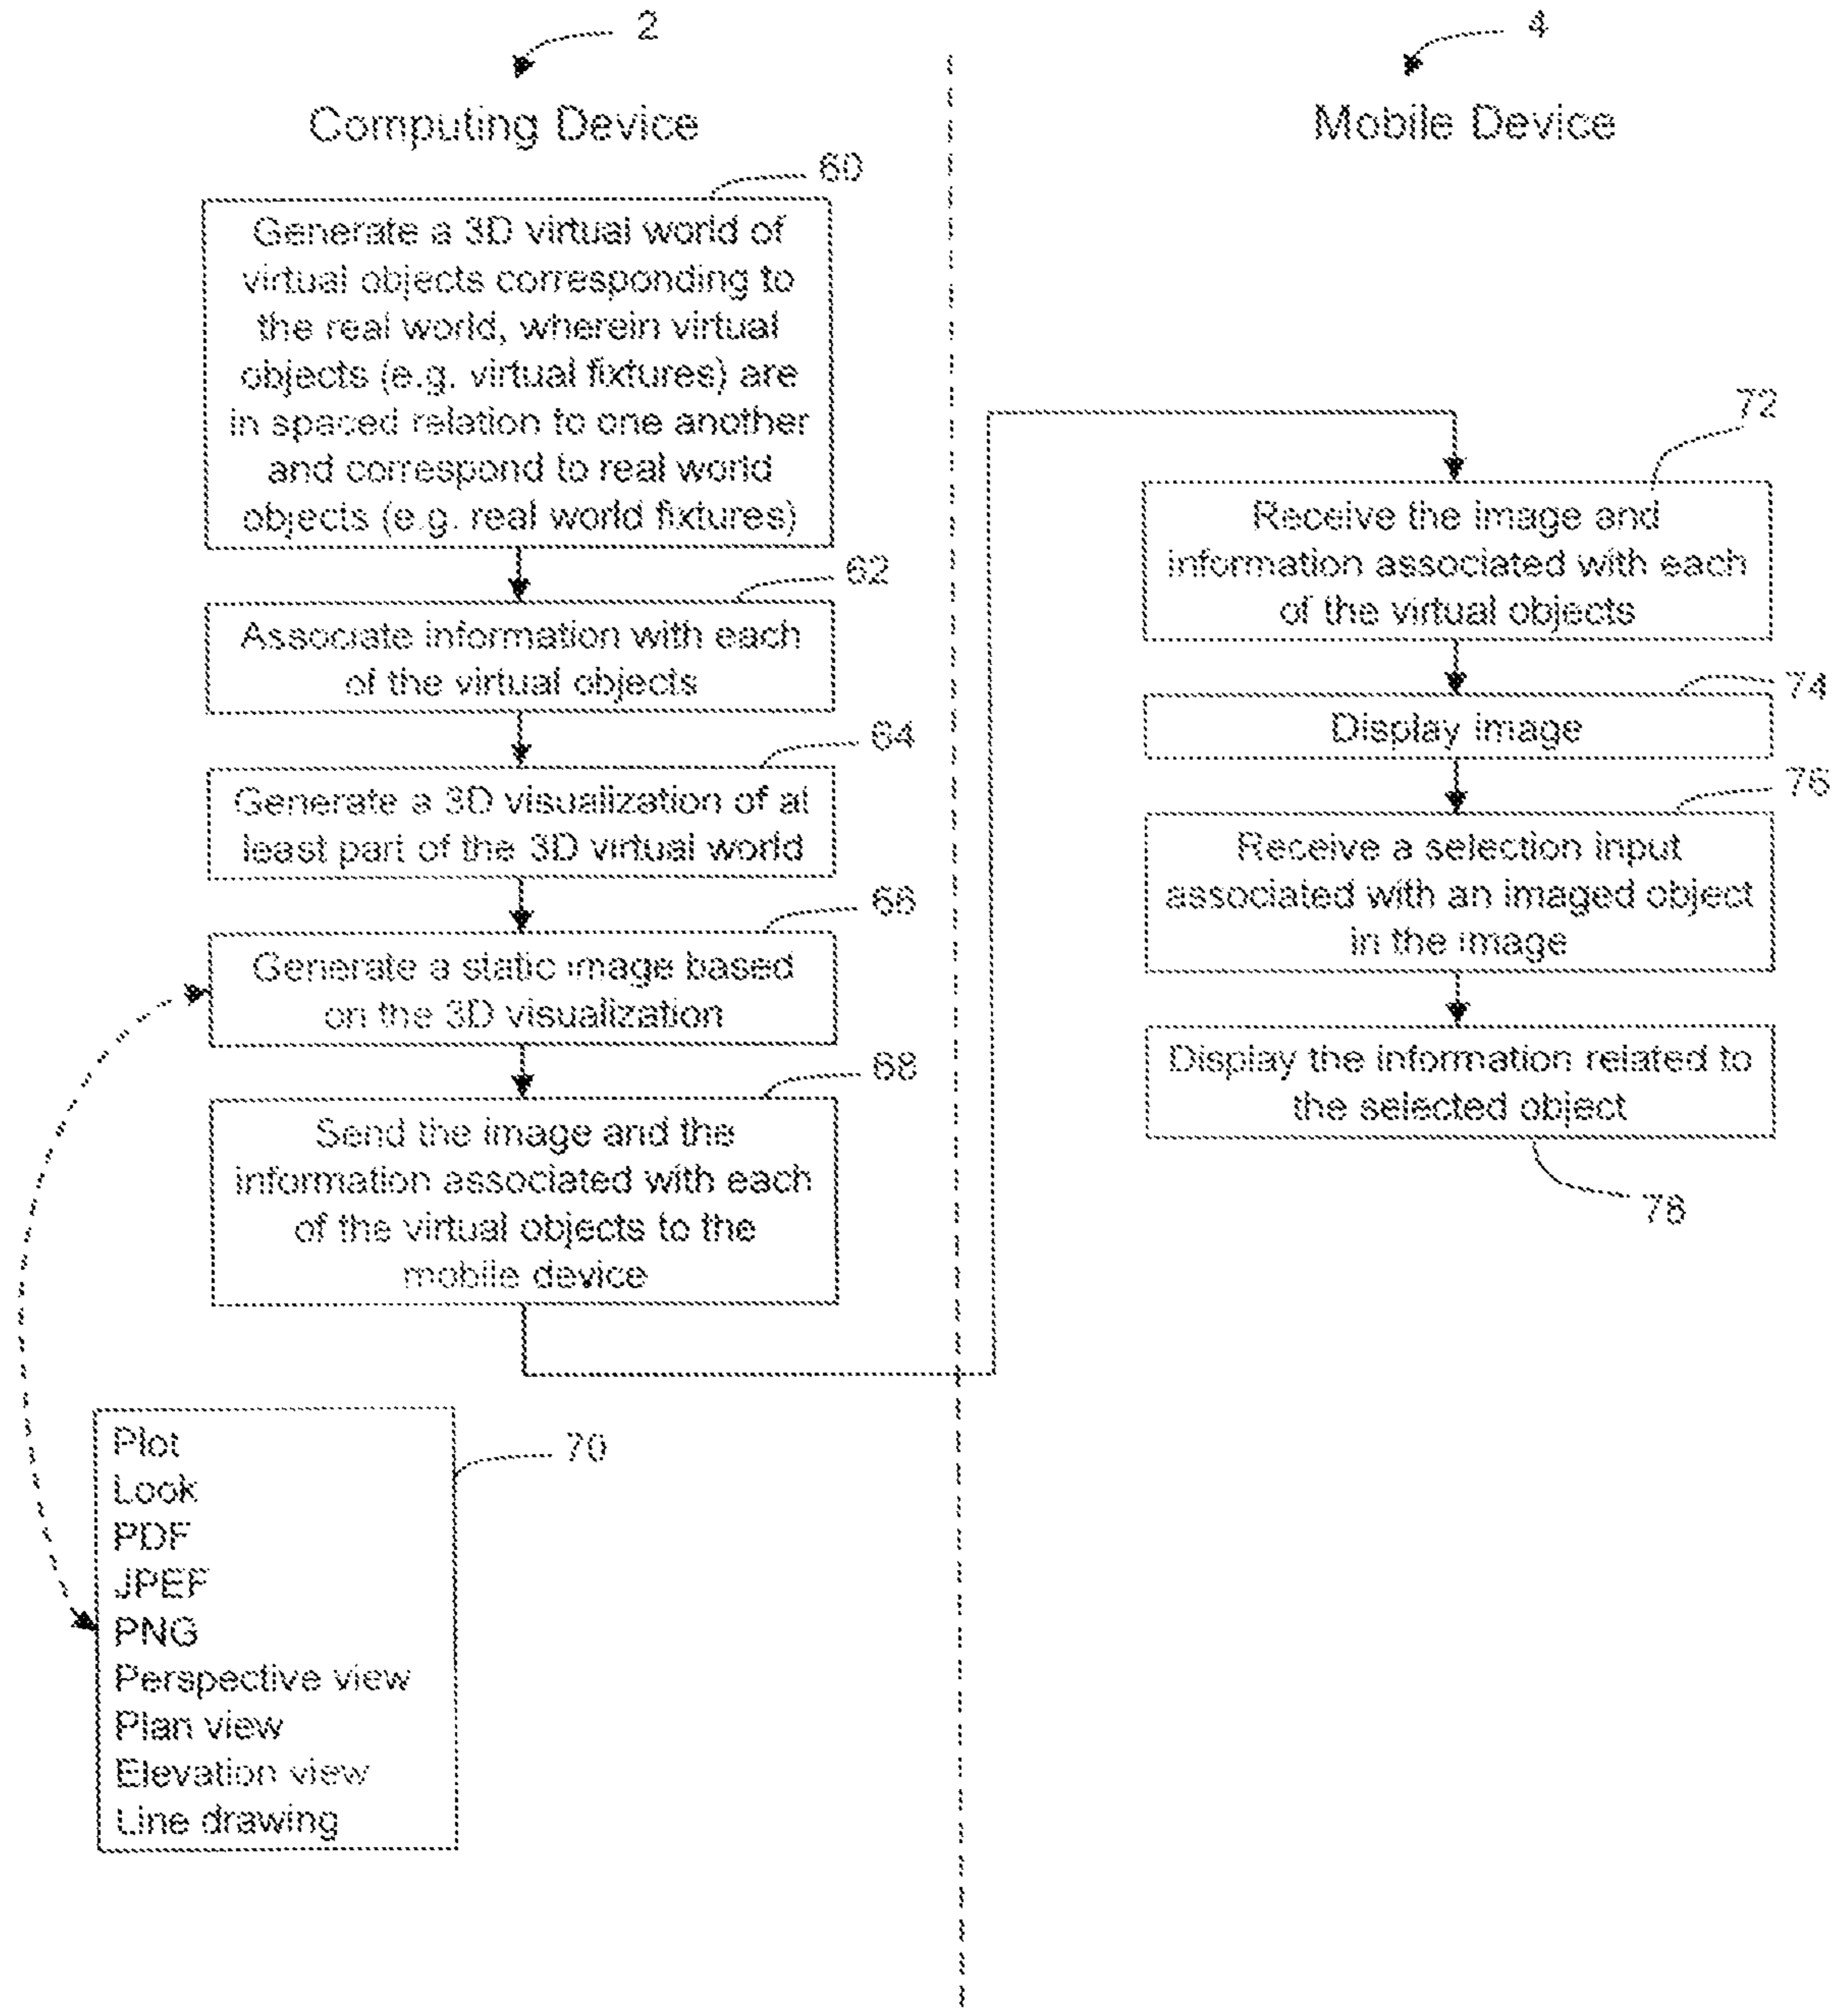 2
Computing Device
60
Generate a 3D virtual world of
virtual objects corresponding to
the real world, wherein virtual
objects (e.g. virtual fixtures) are
in spaced relation to one another
and correspond to real world
objects (e.g. real world fixtures)
62
Associate information with each
of the virtual objects
64
Generate a 3D visualization of at
least part of the 3D virtual world
66
Generate a static image based
on the 3D visualization
68
Send the image and the
information associated with each
of the virtual objects to the
mobile device
70
Plot
Look
PDF
JPEF
PNG
Perspective view
Plan view
Elevation view
Line drawing
4
Mobile Device
72
Receive the image and
information associated with each
of the virtual objects
74
Display image
76
Receive a selection input
associated with an imaged object
in the image
Display the information related to
the selected object
78